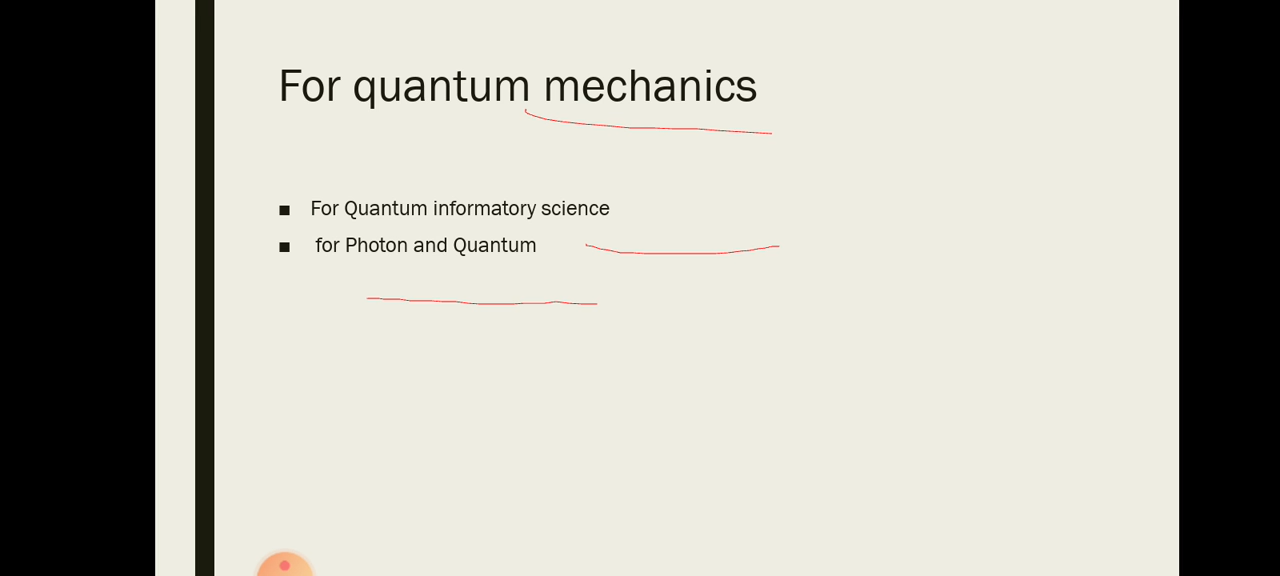 For quantum mechanics
For Quantum informatory science
for Photon and Quantum